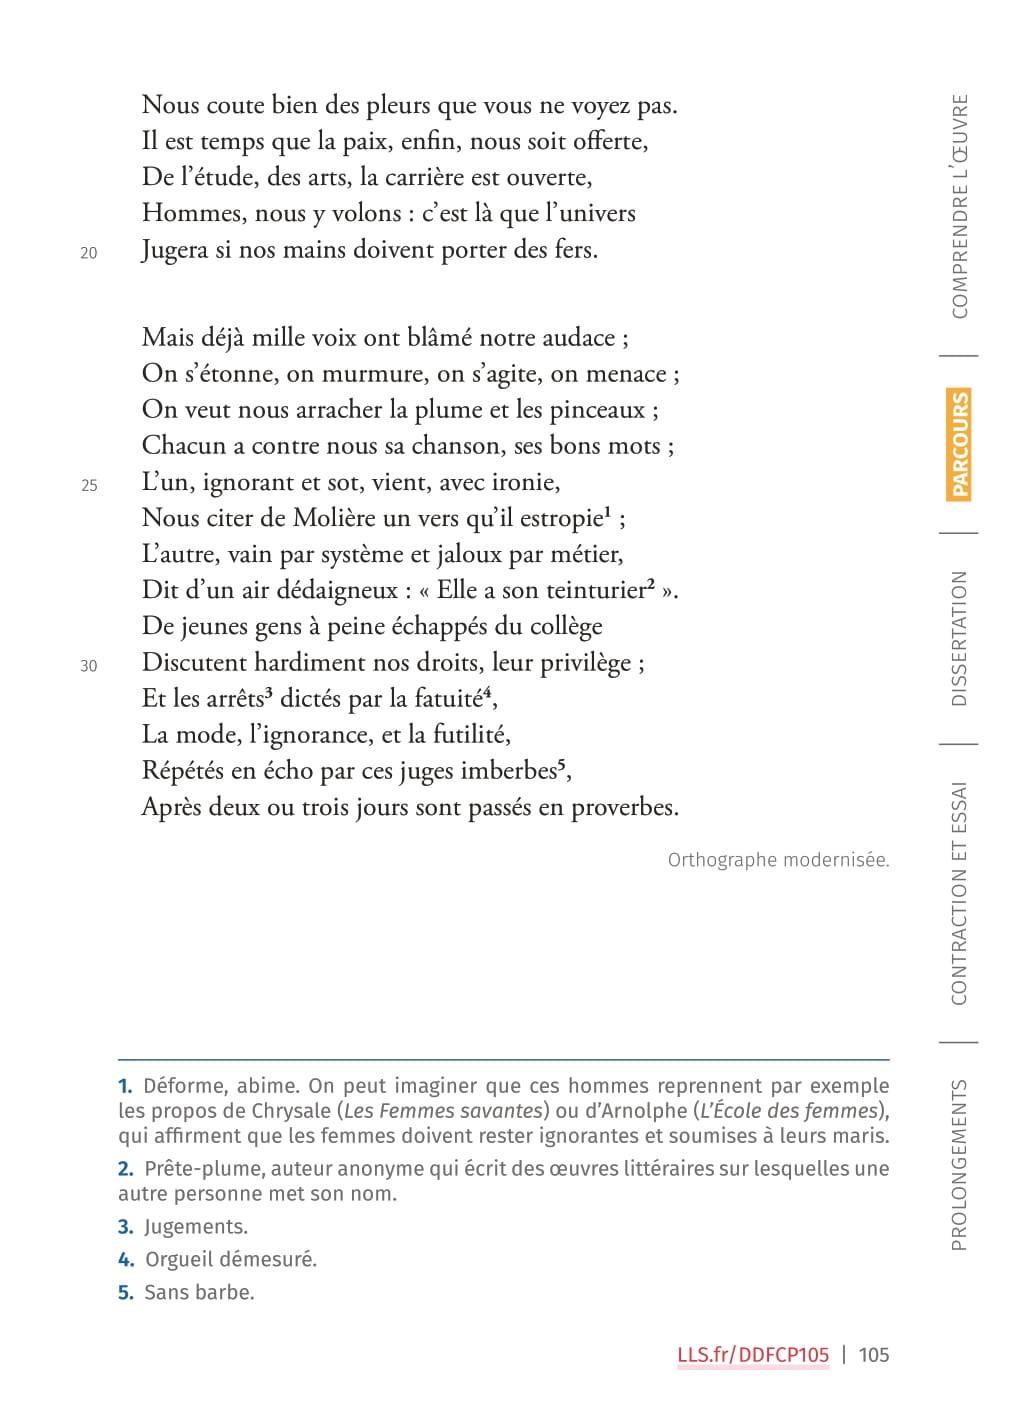 Nous coute bien des pleurs que vous ne voyez pas.
Il est temps que la paix, enfin, nous soit offerte,
De l'étude, des arts, la carrière est ouverte,
Hommes, nous y volons : c'est là que l'univers
20 Jugera si nos mains doivent porter des fers.
Mais déjà mille voix ont blâmé notre audace ;
On s'étonne, on murmure, on s'agite, on menace ;
On veut nous arracher la plume et les pinceaux ;
Chacun a contre nous sa chanson, ses bons mots ;
25 L'un, ignorant et sot, vient, avec ironie,
Nous citer de Molière un vers qu'il estropie¹ ;
L'autre, vain par système et jaloux par métier,
Dit d'un air dédaigneux : « Elle a son teinturier² ».
De jeunes gens à peine échappés du collège
30 Discutent hardiment nos droits, leur privilège ;
Et les arrêts³ dictés par la fatuité⁴,
La mode, l'ignorance, et la futilité,
Répétés en écho par ces juges imberbes⁵,
Après deux ou trois jours sont passés en proverbes.
Orthographe modernisée.
1. Déforme, abime. On peut imaginer que ces hommes reprennent par exemple
les propos de Chrysale (Les Femmes savantes) ou d'Arnolphe (L'École des femmes),
qui affirment que les femmes doivent rester ignorantes et soumises à leurs maris.
2. Prête-plume, auteur anonyme qui écrit des œuvres littéraires sur lesquelles une
autre personne met son nom.
3. Jugements.
4. Orgueil démesuré.
5. Sans barbe.
LLS.fr/DDFCP105 | 105
COMPRENDRE L'ŒUVRE
PARCOURS
DISSERTATION
CONTRACTION ET ESSAI
PROLONGEMENTS